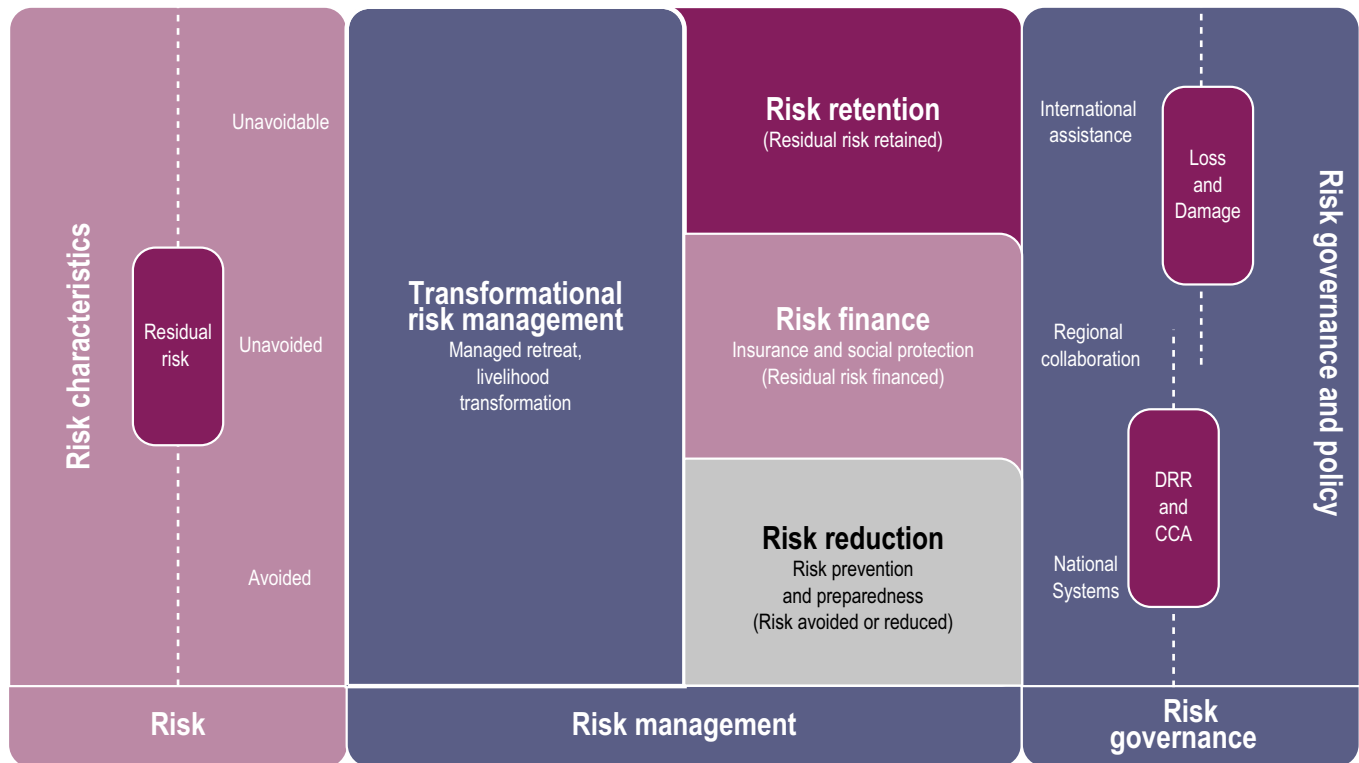 Risk characteristics
Unavoidable
Residual
risk
Unavoided
Avoided
Risk
Transformational
risk management
Managed retreat,
livelihood
transformation
Risk retention
(Residual risk retained)
Risk finance
Insurance and social protection
(Residual risk financed)
Risk reduction
Risk prevention
and preparedness
(Risk avoided or reduced)
Risk management
International
assistance
Loss
and
Damage
Regional
collaboration
DRR
and
CCA
National
Systems
Risk governance and policy
Risk
governance